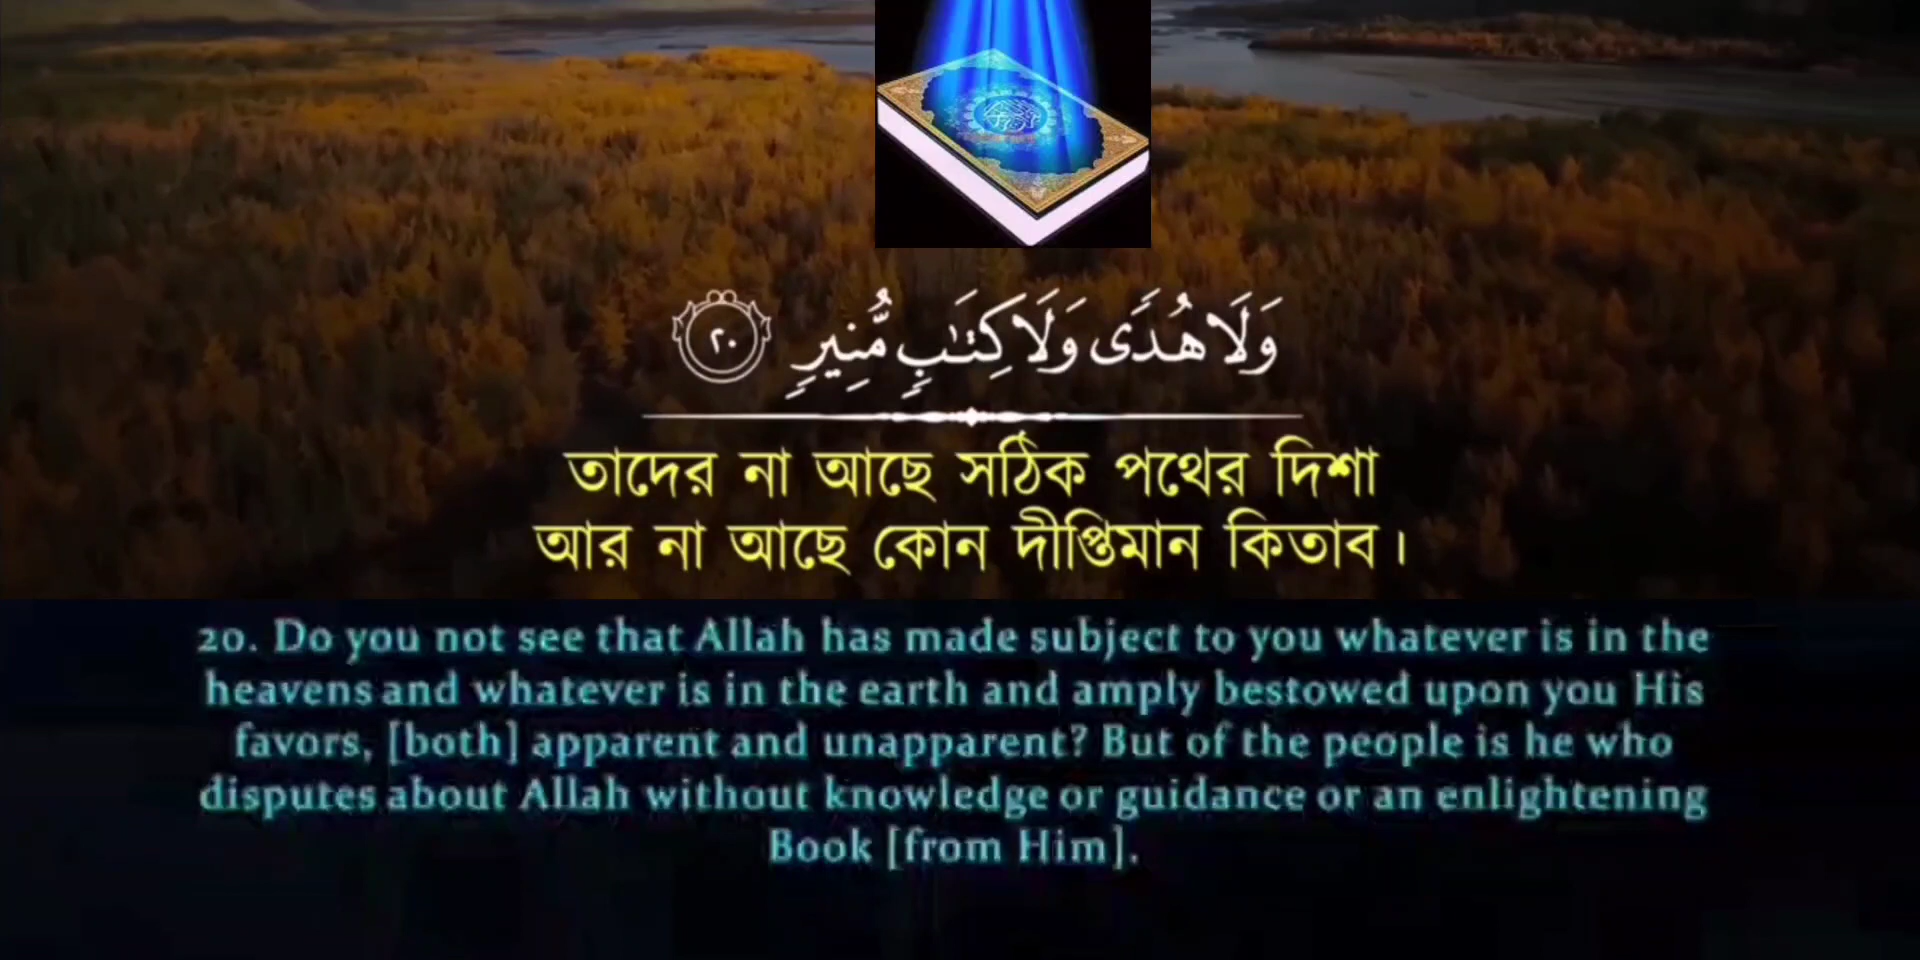 وَلَا هُدًى وَلَا كِتَٰبٍ مُّنِيرٍ ٢٠
তাদের না আছে সঠিক পথের দিশা
আর না আছে কোন দীপ্তিমান কিতাব।
20. Do you not see that Allah has made subject to you whatever is in the
heavens and whatever is in the earth and amply bestowed upon you His
favors, [both] apparent and unapparent? But of the people is he who
disputes about Allah without knowledge or guidance or an enlightening
Book [from Him].